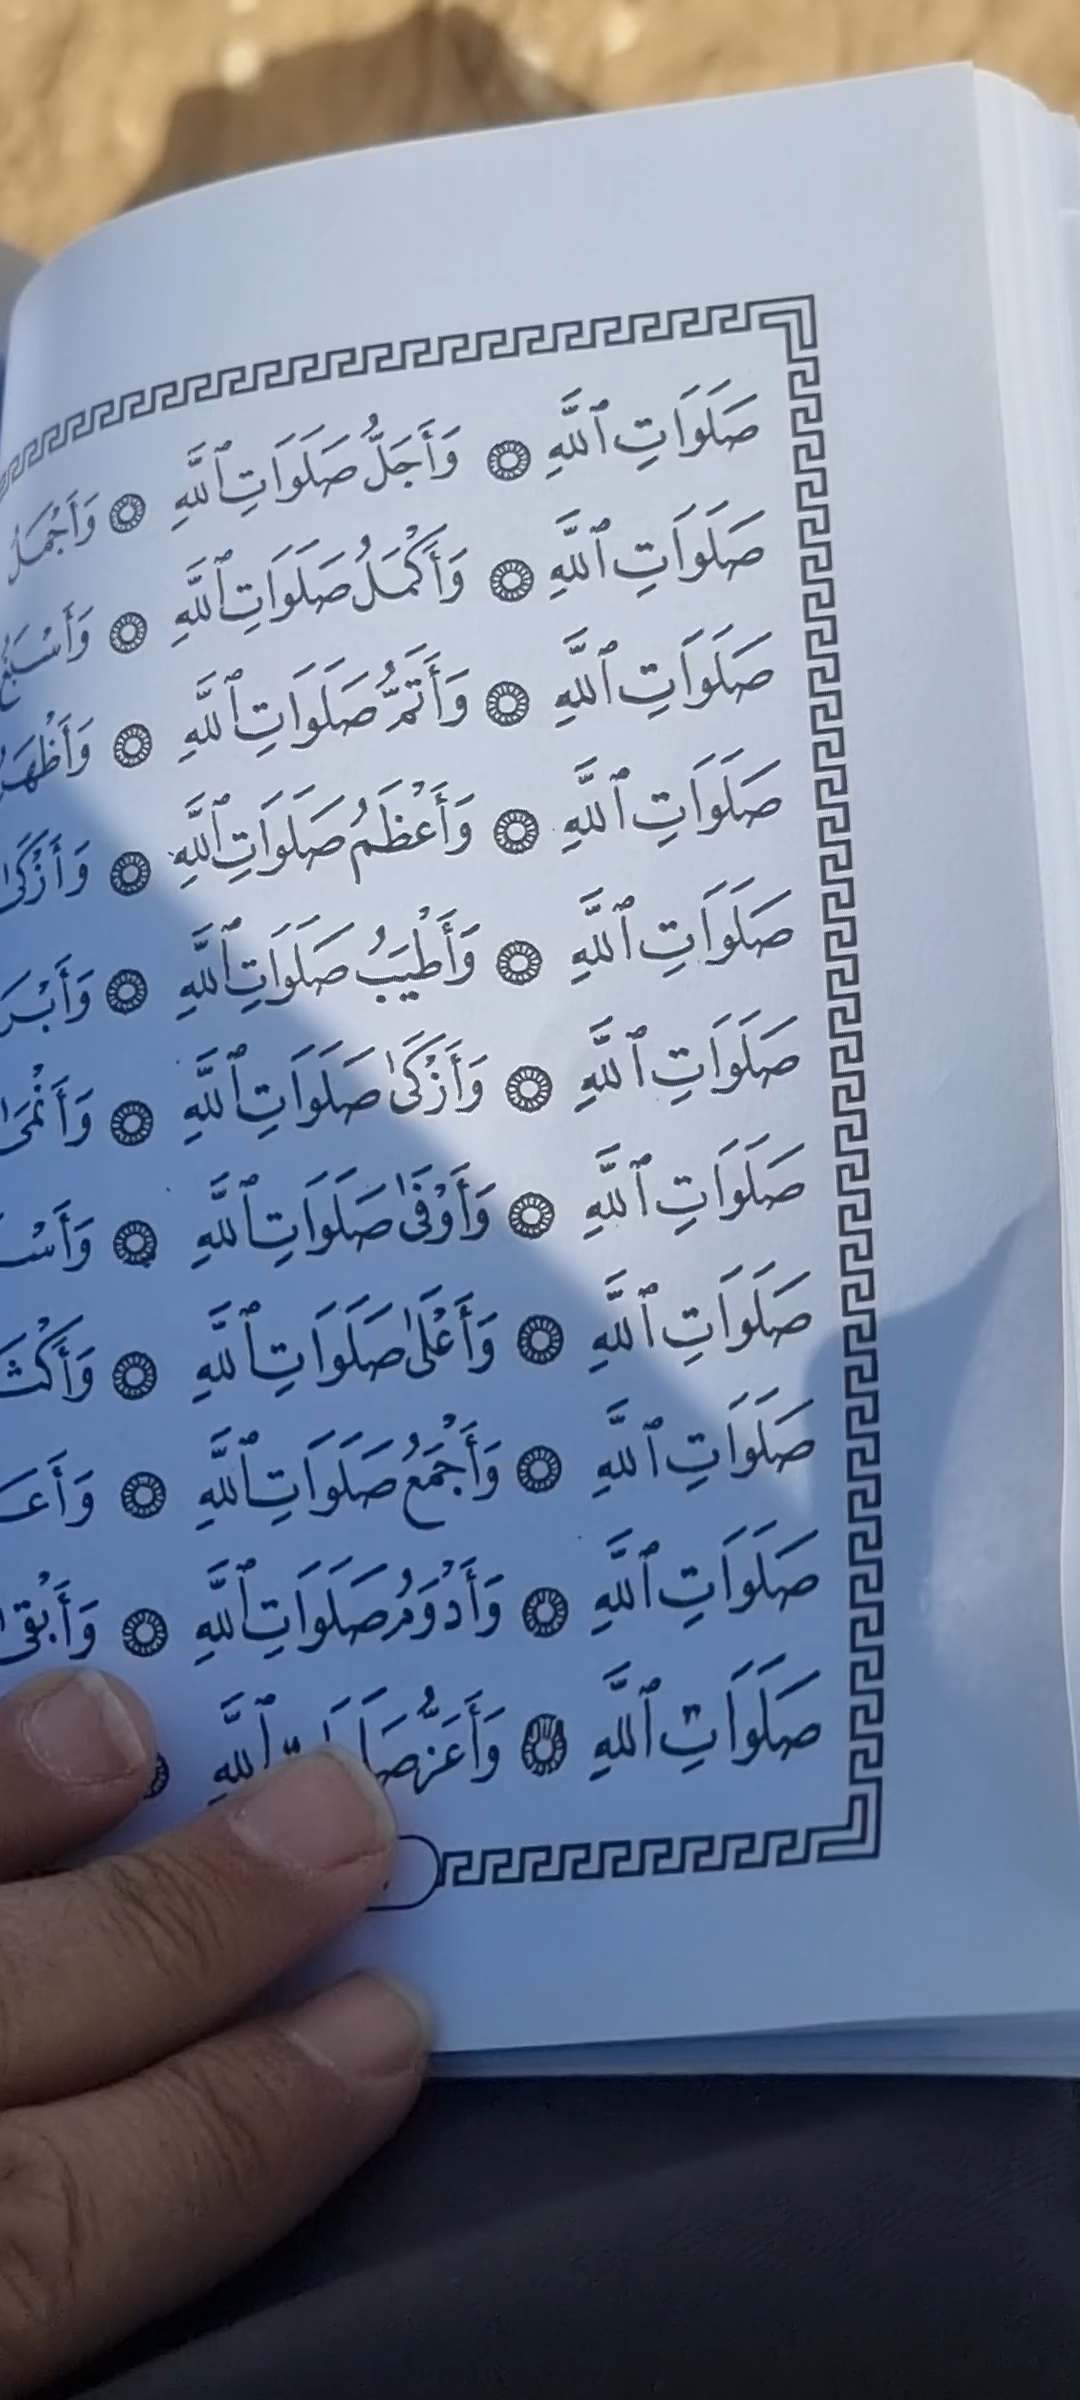 صَلَوَاتِ ٱللَّهِ ۞ وَأَجَلُّ صَلَوَاتِ ٱللَّهِ ۞ وَأَجْمَلُ
صَلَوَاتِ ٱللَّهِ ۞ وَأَكْمَلُ صَلَوَاتِ ٱللَّهِ ۞ وَأَسْبَغُ
صَلَوَاتِ ٱللَّهِ ۞ وَأَتَمُّ صَلَوَاتِ ٱللَّهِ ۞ وَأَظْهَرُ
صَلَوَاتِ ٱللَّهِ ۞ وَأَعْظَمُ صَلَوَاتِ ٱللَّهِ ۞ وَأَزْكَىٰ
صَلَوَاتِ ٱللَّهِ ۞ وَأَطْيَبُ صَلَوَاتِ ٱللَّهِ ۞
صَلَوَاتِ ٱللَّهِ ۞ وَأَزْكَىٰ صَلَوَاتِ ٱللَّهِ ۞ وَأَنْمَىٰ
صَلَوَاتِ ٱللَّهِ ۞ وَأَوْفَىٰ صَلَوَاتِ ٱللَّهِ ۞
صَلَوَاتِ ٱللَّهِ ۞ وَأَعْلَىٰ صَلَوَاتِ ٱللَّهِ ۞
صَلَوَاتِ ٱللَّهِ ۞ وَأَجْمَعُ صَلَوَاتِ ٱللَّهِ ۞
صَلَوَاتِ ٱللَّهِ ۞ وَأَدْوَمُ صَلَوَاتِ ٱللَّهِ ۞ وَأَبْقَىٰ
صَلَوَاتِ ٱللَّهِ ۞ وَأَعَزُّ صَلَوَاتِ ٱللَّهِ ۞